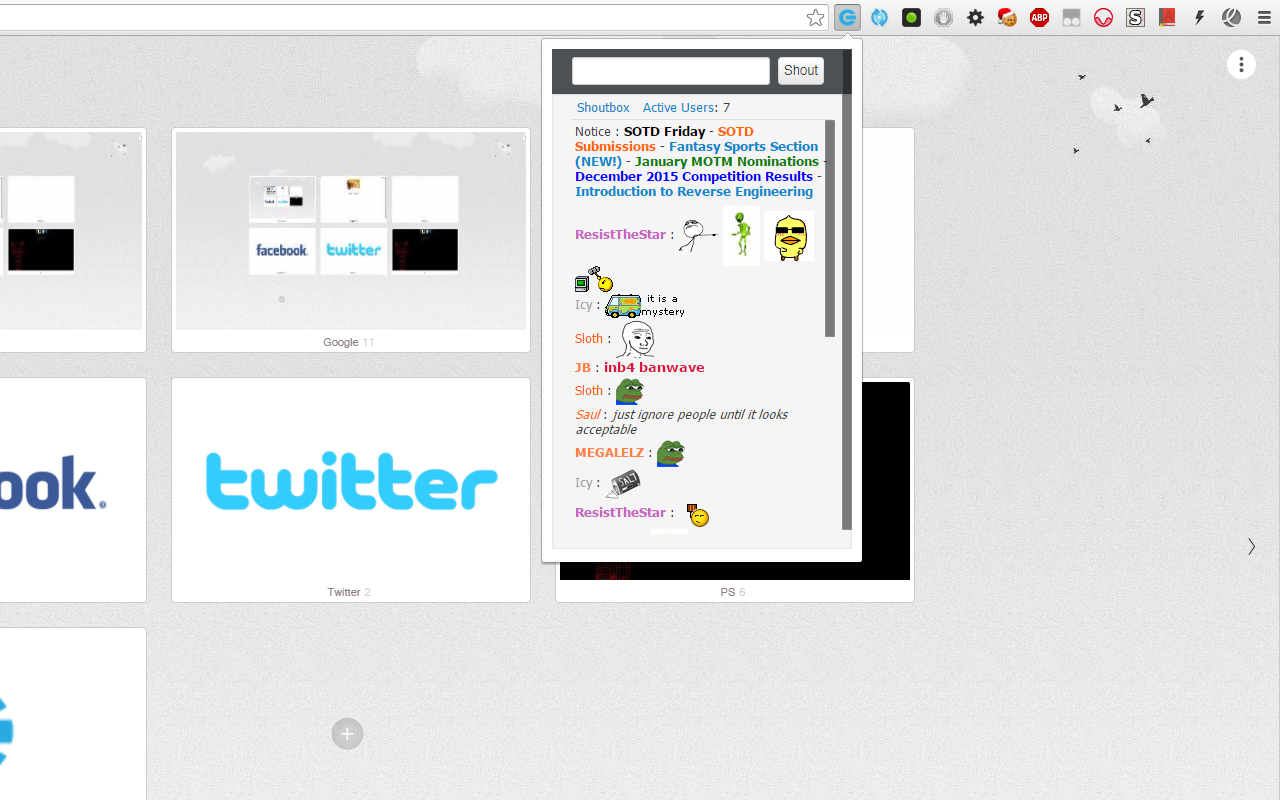 Shout
Shoutbox Active Users: 7
Notice : SOTD Friday - SOTD
Submissions - Fantasy Sports Section
(NEW!) - January MOTM Nominations -
December 2015 Competition Results -
Introduction to Reverse Engineering
ResistTheStar :
Icy : it is a
mystery
Sloth :
JB : inb4 banwave
Sloth :
Saul : just ignore people until it looks
acceptable
MEGALELZ :
Icy : SALT
ResistTheStar :
ABP
S
A
facebook.
twitter
Google 11
ook.
twitter
Twitter 2
PS 6